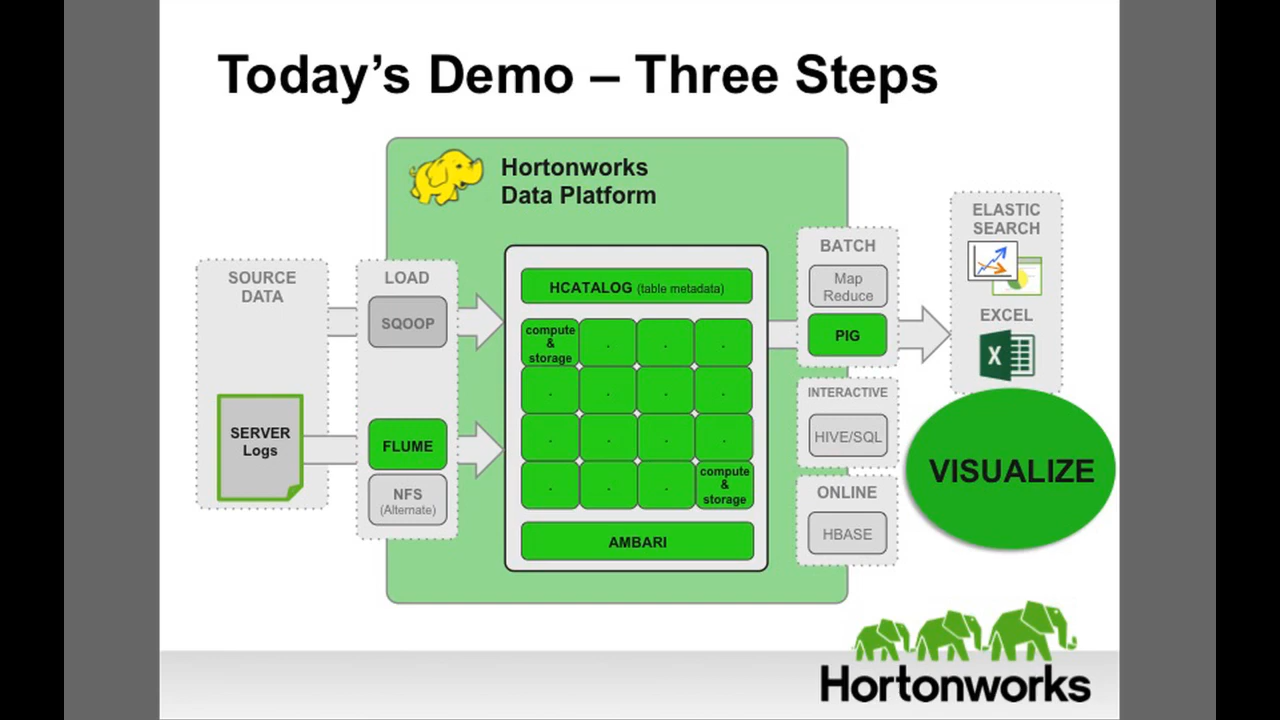 Today's Demo – Three Steps
Hortonworks
Data Platform
SOURCE
DATA
SERVER
Logs
LOAD
SQOOP
FLUME
NFS
(Alternate)
HCATALOG (table metadata)
compute
&
storage
compute
&
storage
AMBARI
BATCH
Map
Reduce
PIG
INTERACTIVE
HIVE/SQL
ONLINE
HBASE
ELASTIC
SEARCH
EXCEL
X
VISUALIZE
Hortonworks